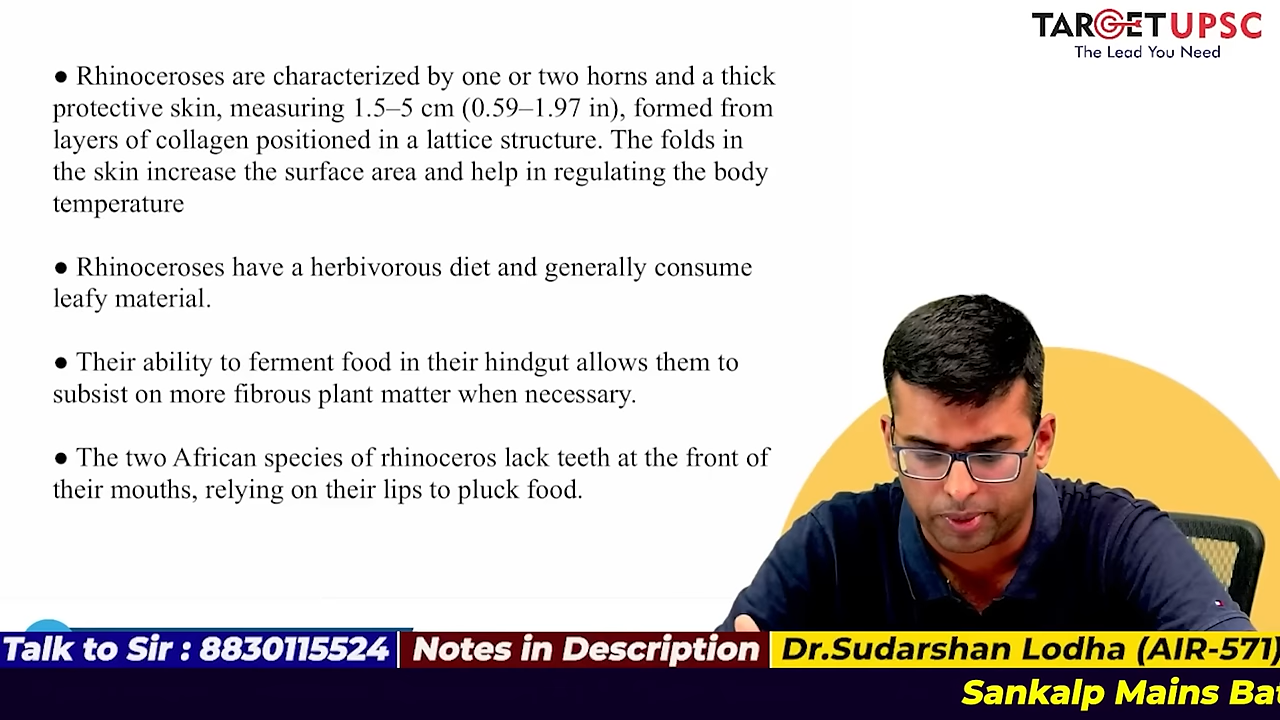 TARGET UPSC
The Lead You Need
● Rhinoceroses are characterized by one or two horns and a thick
protective skin, measuring 1.5–5 cm (0.59–1.97 in), formed from
layers of collagen positioned in a lattice structure. The folds in
the skin increase the surface area and help in regulating the body
temperature
● Rhinoceroses have a herbivorous diet and generally consume
leafy material.
● Their ability to ferment food in their hindgut allows them to
subsist on more fibrous plant matter when necessary.
● The two African species of rhinoceros lack teeth at the front of
their mouths, relying on their lips to pluck food.
Talk to Sir : 8830115524 Notes in Description Dr.Sudarshan Lodha (AIR-571)
Sankalp Mains